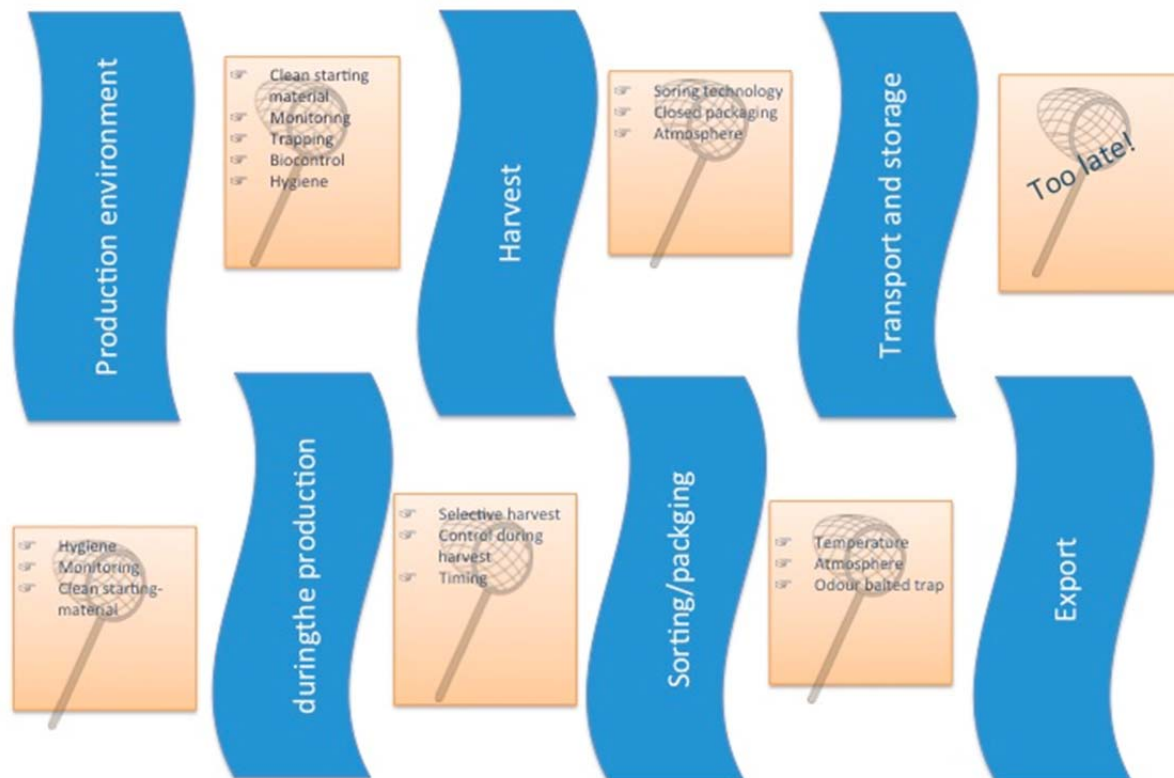 Production environment
Clean starting
material
Monitoring
Trapping
Biocontrol
Hygiene
Harvest
Soring technology
Closed packaging
Atmosphere
Transport and storage
Too late!
Hygiene
Monitoring
Clean starting-
material
duringthe production
Selective harvest
Control during
harvest
Timing
Sorting/packging
Temperature
Atmosphere
Odour baited trap
Export